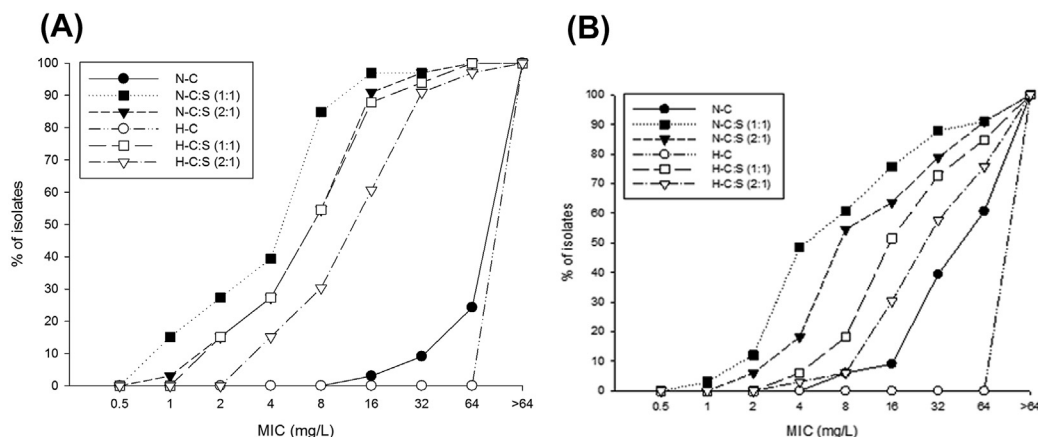 (A)
% of isolates
100
90
80
70
60
50
40
30
20
10
0
N-C
N-C:S (1:1)
N-C:S (2:1)
H-C
H-C:S (1:1)
H-C:S (2:1)
0.5 1 2 4 8 16 32 64 >64
MIC (mg/L)
(B)
% of isolates
100
90
80
70
60
50
40
30
20
10
0
N-C
N-C:S (1:1)
N-C:S (2:1)
H-C
H-C:S (1:1)
H-C:S (2:1)
0.5 1 2 4 8 16 32 64 >64
MIC (mg/L)